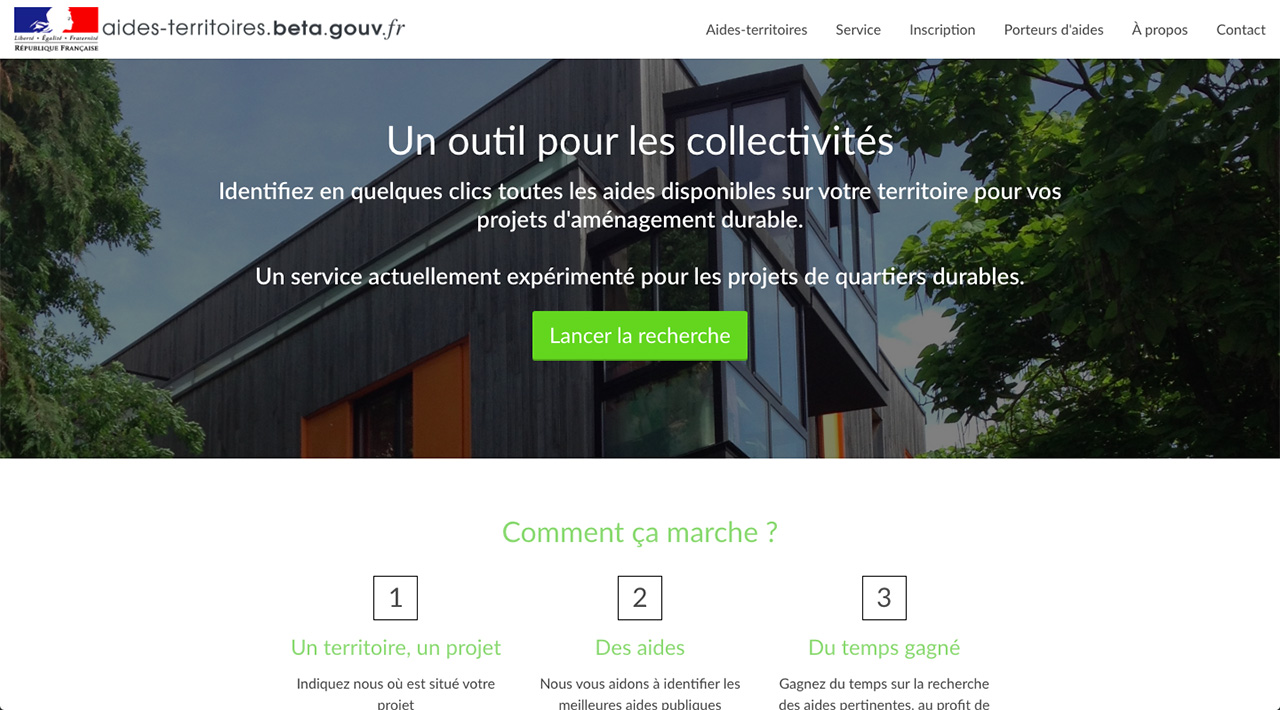 Liberté • Égalité • Fraternité
RÉPUBLIQUE FRANÇAISE
aides-territoires.beta.gouv.fr
Aides-territoires
Service
Inscription
Porteurs d'aides
À propos
Contact
Un outil pour les collectivités
Identifiez en quelques clics toutes les aides disponibles sur votre territoire pour vos
projets d'aménagement durable.
Un service actuellement expérimenté pour les projets de quartiers durables.
Lancer la recherche
Comment ça marche ?
1
Un territoire, un projet
Indiquez nous où est situé votre
projet
2
Des aides
Nous vous aidons à identifier les
meilleures aides publiques
3
Du temps gagné
Gagnez du temps sur la recherche
des aides pertinentes, au profit de